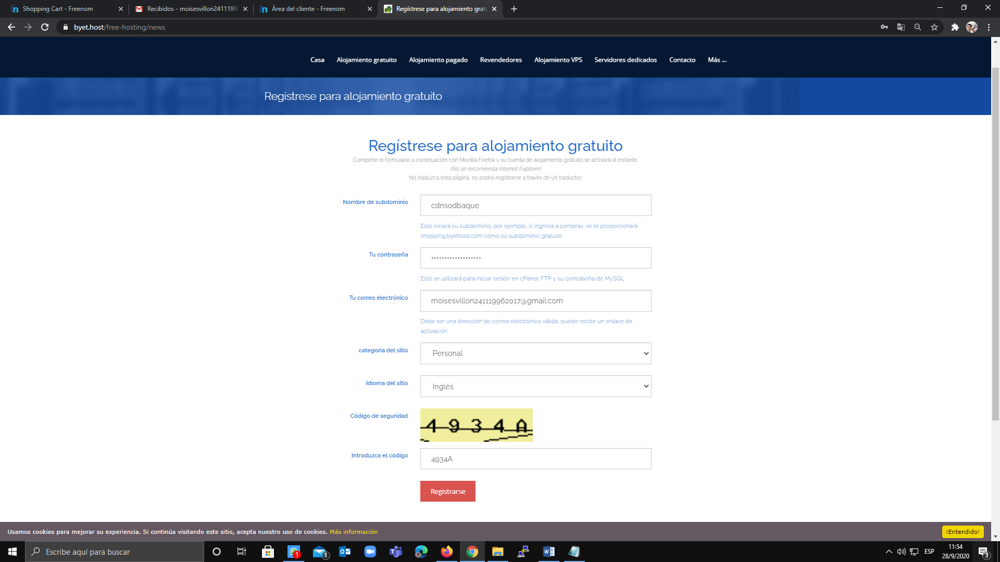 Shopping Cart - Freenom
Recibidos - moisesvillon2411199
Área del cliente - Freenom
Regístrese para alojamiento grat
byet.host/free-hosting/news
Casa Alojamiento gratuito Alojamiento pagado Revendedores Alojamiento VPS Servidores dedicados Contacto Más ...
Regístrese para alojamiento gratuito
Regístrese para alojamiento gratuito
Complete el formulario a continuación con Mozilla Firefox y su cuenta de alojamiento gratuito se activará al instante.
(No se recomienda Internet Explorer)
No traduzca esta página, no podrá registrarse a través de un traductor.
Nombre de subdominio
cdnsodbaque
Esto creará su subdominio, por ejemplo, si ingresa a compras, se le proporcionará
shopping.byethost.com como su subdominio gratuito
Tu contraseña
•••••••••••••••••••
Esto se utilizará para iniciar sesión en cPanel, FTP y su contraseña de MySQL
Tu correo electrónico
moisesvillon241119962017@gmail.com
Debe ser una dirección de correo electrónico válida, puede recibir un enlace de
activación
categoria del sitio
Personal
Idioma del sitio
Inglés
Código de seguridad
4934A
Introduzca el código
4934A
Registrarse
Usamos cookies para mejorar su experiencia. Si continúa visitando este sitio, acepta nuestro uso de cookies. Más información
¡Entendido!
Escribe aquí para buscar
1
1
ESP
11:54
28/9/2020
3